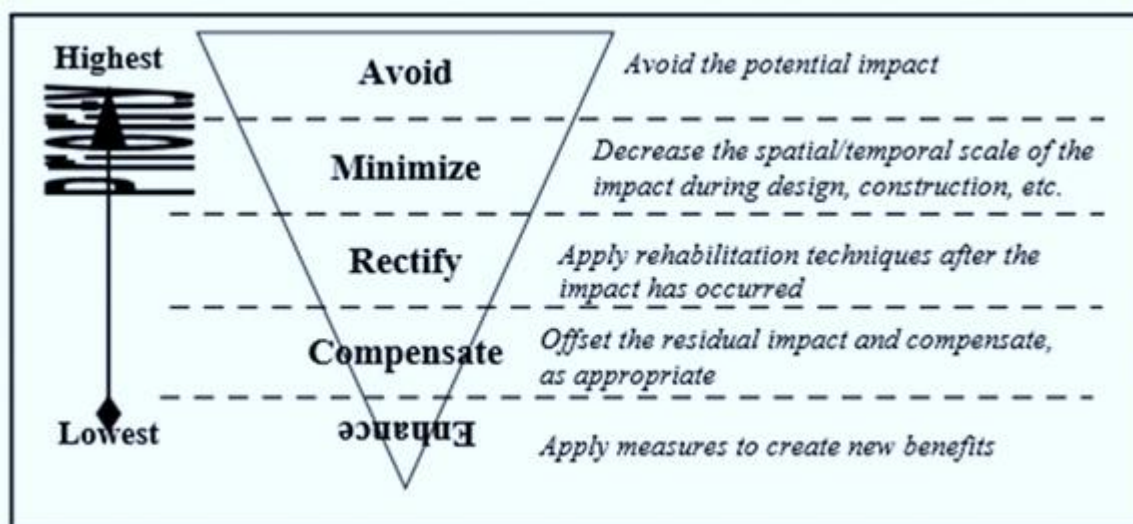 Highest
Avoid
Avoid the potential impact
Minimize
Decrease the spatial/temporal scale of the
impact during design, construction, etc.
Rectify
Apply rehabilitation techniques after the
impact has occurred
Compensate
Offset the residual impact and compensate,
as appropriate
Lowest
Enhance
Apply measures to create new benefits